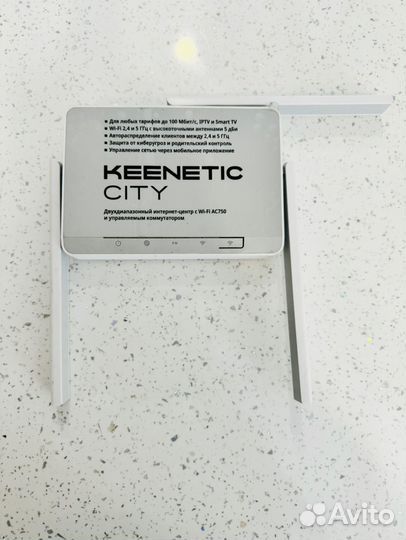 Для любых тарифов до 100 Мбит/с, IPTV и Smart TV
Wi-Fi 2,4 и 5 ГГц с высокоточными антеннами 5 дБи
Автораспределение клиентов между 2,4 и 5 ГГц
Защита от киберугроз и родительский контроль
Управление сетью через мобильное приложение
KEENETIC
CITY
Двухдиапазонный интернет-центр с Wi-Fi AC750
и управляемым коммутатором
Avito